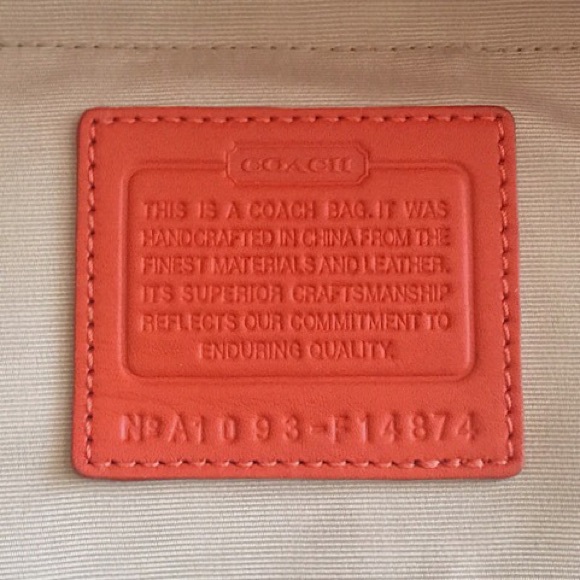 COACH
THIS IS A COACH BAG. IT WAS
HANDCRAFTED IN CHINA FROM THE
FINEST MATERIALS AND LEATHER.
ITS SUPERIOR CRAFTSMANSHIP
REFLECTS OUR COMMITMENT TO
ENDURING QUALITY.
Nº A1093-F14874